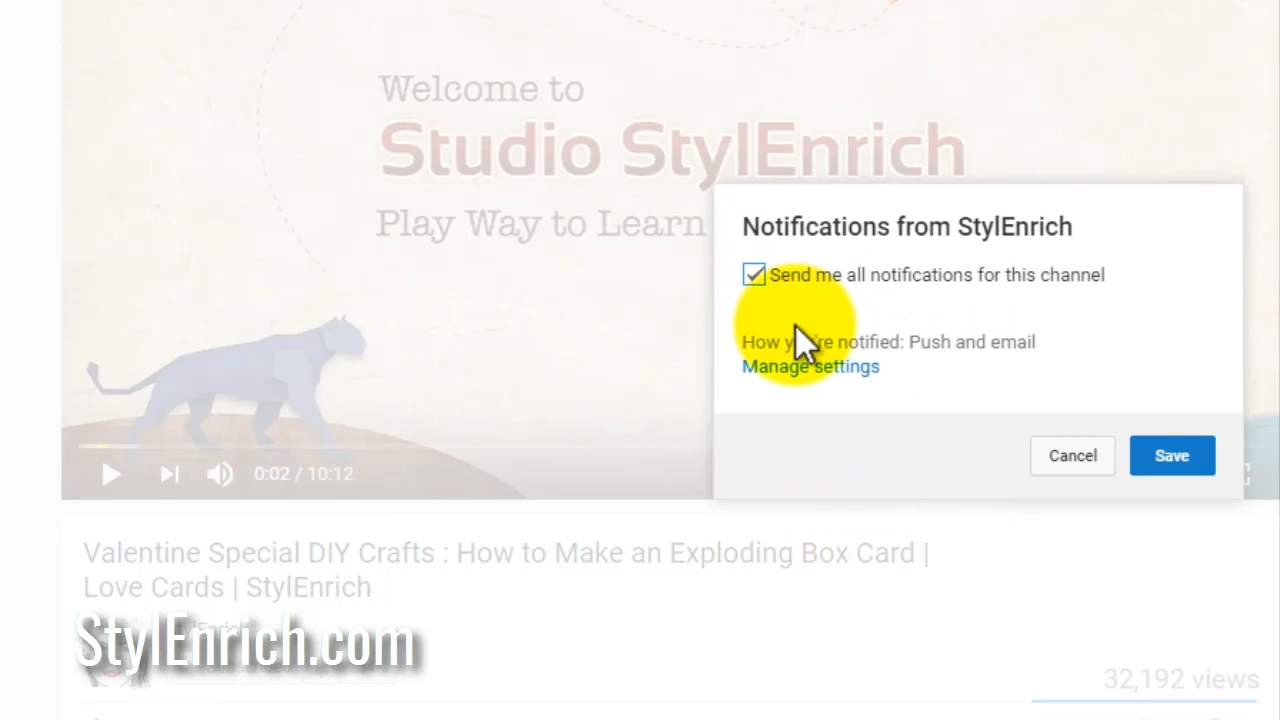 Welcome to
Studio StylEnrich
Play Way to Learn
Notifications from StylEnrich
Send me all notifications for this channel
How you're notified: Push and email
Manage settings
Cancel
Save
0:02 / 10:12
Valentine Special DIY Crafts : How to Make an Exploding Box Card |
Love Cards | StylEnrich
StylEnrich
StylEnrich.com
32,192 views